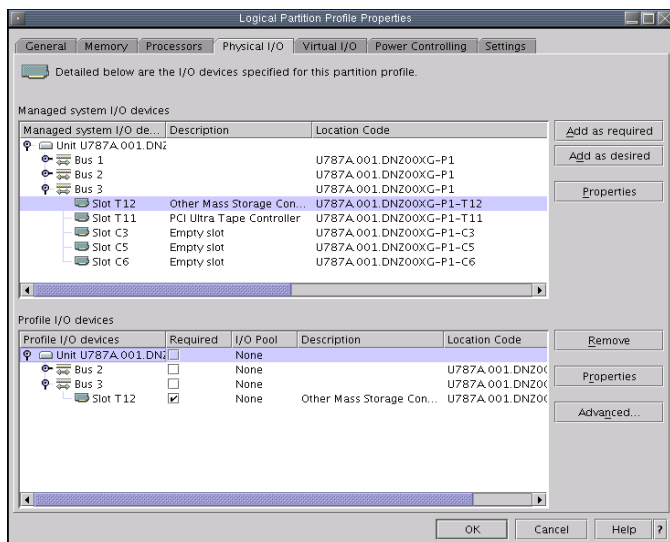 Logical Partition Profile Properties
General Memory Processors Physical I/O Virtual I/O Power Controlling Settings
Detailed below are the I/O devices specified for this partition profile.
Managed system I/O devices
Managed system I/O de... Description Location Code
Unit U787A.001.DNZ
Bus 1 U787A.001.DNZ00XG-P1
Bus 2 U787A.001.DNZ00XG-P1
Bus 3 U787A.001.DNZ00XG-P1
Slot T12 Other Mass Storage Con... U787A.001.DNZ00XG-P1-T12
Slot T11 PCI Ultra Tape Controller U787A.001.DNZ00XG-P1-T11
Slot C3 Empty slot U787A.001.DNZ00XG-P1-C3
Slot C5 Empty slot U787A.001.DNZ00XG-P1-C5
Slot C6 Empty slot U787A.001.DNZ00XG-P1-C6
Add as required
Add as desired
Properties
Profile I/O devices
Profile I/O devices Required I/O Pool Description Location Code
Unit U787A.001.DNZ None
Bus 2 None U787A.001.DNZ0
Bus 3 None U787A.001.DNZ0
Slot T12 None Other Mass Storage Con... U787A.001.DNZ0
Remove
Properties
Advanced...
OK Cancel Help ?